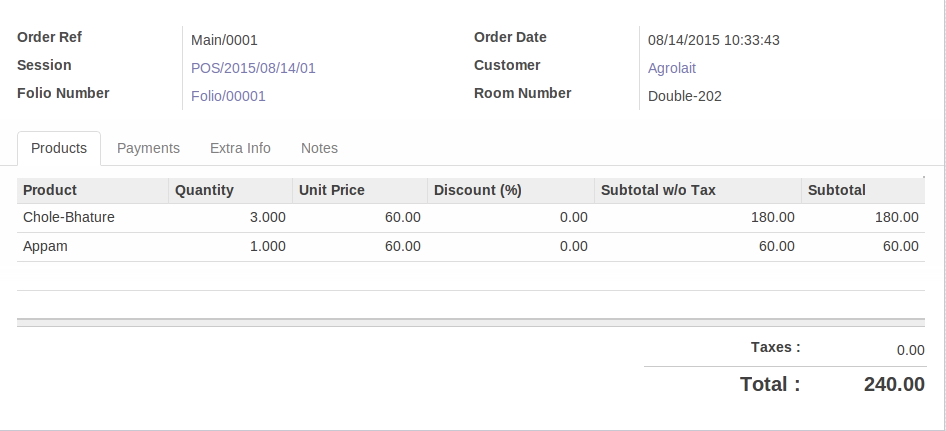 Order Ref Main/0001 Order Date 08/14/2015 10:33:43
Session POS/2015/08/14/01 Customer Agrolait
Folio Number Folio/00001 Room Number Double-202
Products Payments Extra Info Notes
Product Quantity Unit Price Discount (%) Subtotal w/o Tax Subtotal
Chole-Bhature 3.000 60.00 0.00 180.00 180.00
Appam 1.000 60.00 0.00 60.00 60.00
Taxes : 0.00
Total : 240.00